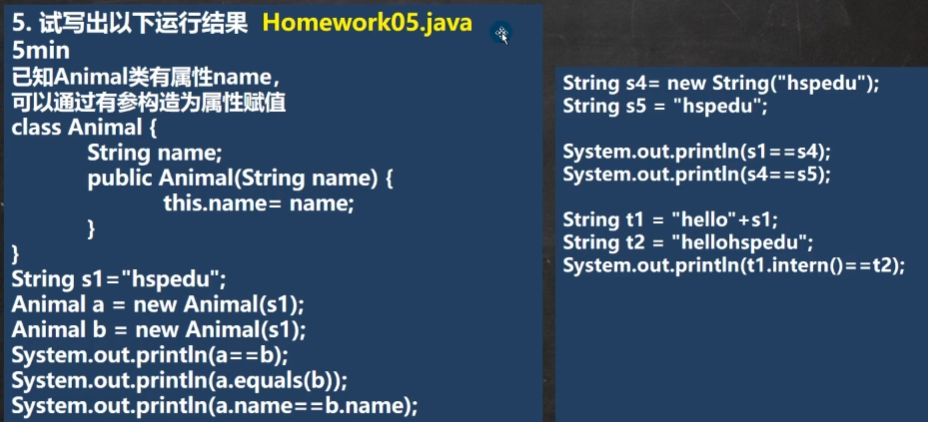 5. 试写出以下运行结果 Homework05.java
5min
已知Animal类有属性name，
可以通过有参构造为属性赋值
class Animal {
String name;
public Animal(String name) {
this.name= name;
}
}
String s1="hspedu";
Animal a = new Animal(s1);
Animal b = new Animal(s1);
System.out.println(a==b);
System.out.println(a.equals(b));
System.out.println(a.name==b.name);
String s4= new String("hspedu");
String s5 = "hspedu";
System.out.println(s1==s4);
System.out.println(s4==s5);
String t1 = "hello"+s1;
String t2 = "hellohspedu";
System.out.println(t1.intern()==t2);